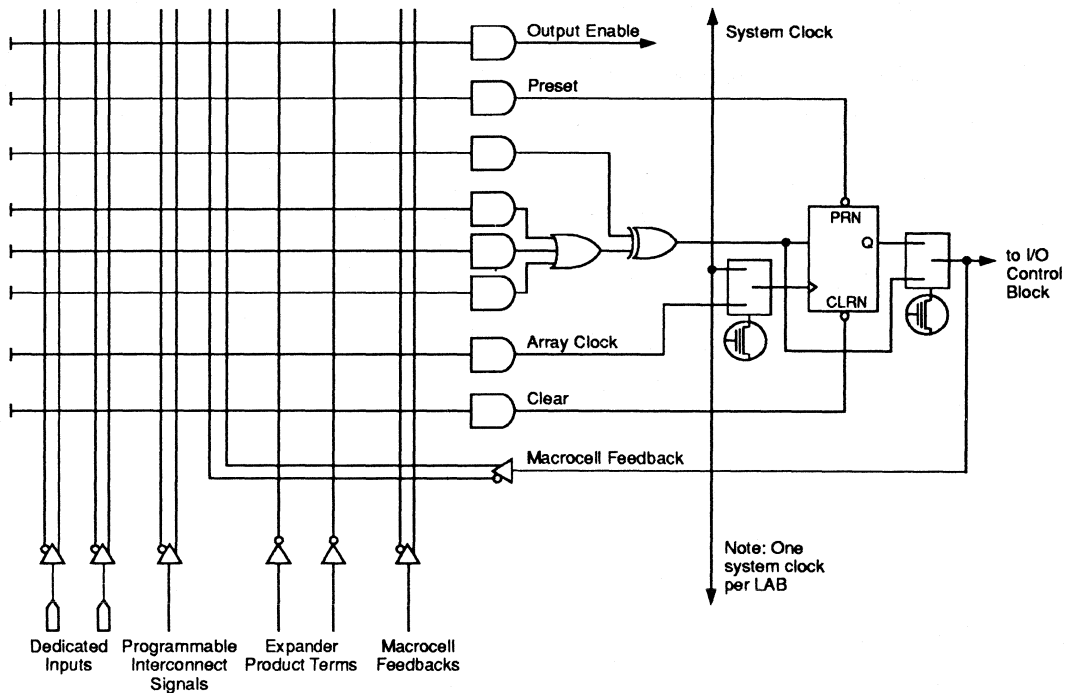 Output Enable
System Clock
Preset
PRN
Q
to I/O
Control
Block
CLRN
Array Clock
Clear
Macrocell Feedback
Note: One
system clock
per LAB
Dedicated
Inputs
Programmable
Interconnect
Signals
Expander
Product Terms
Macrocell
Feedbacks